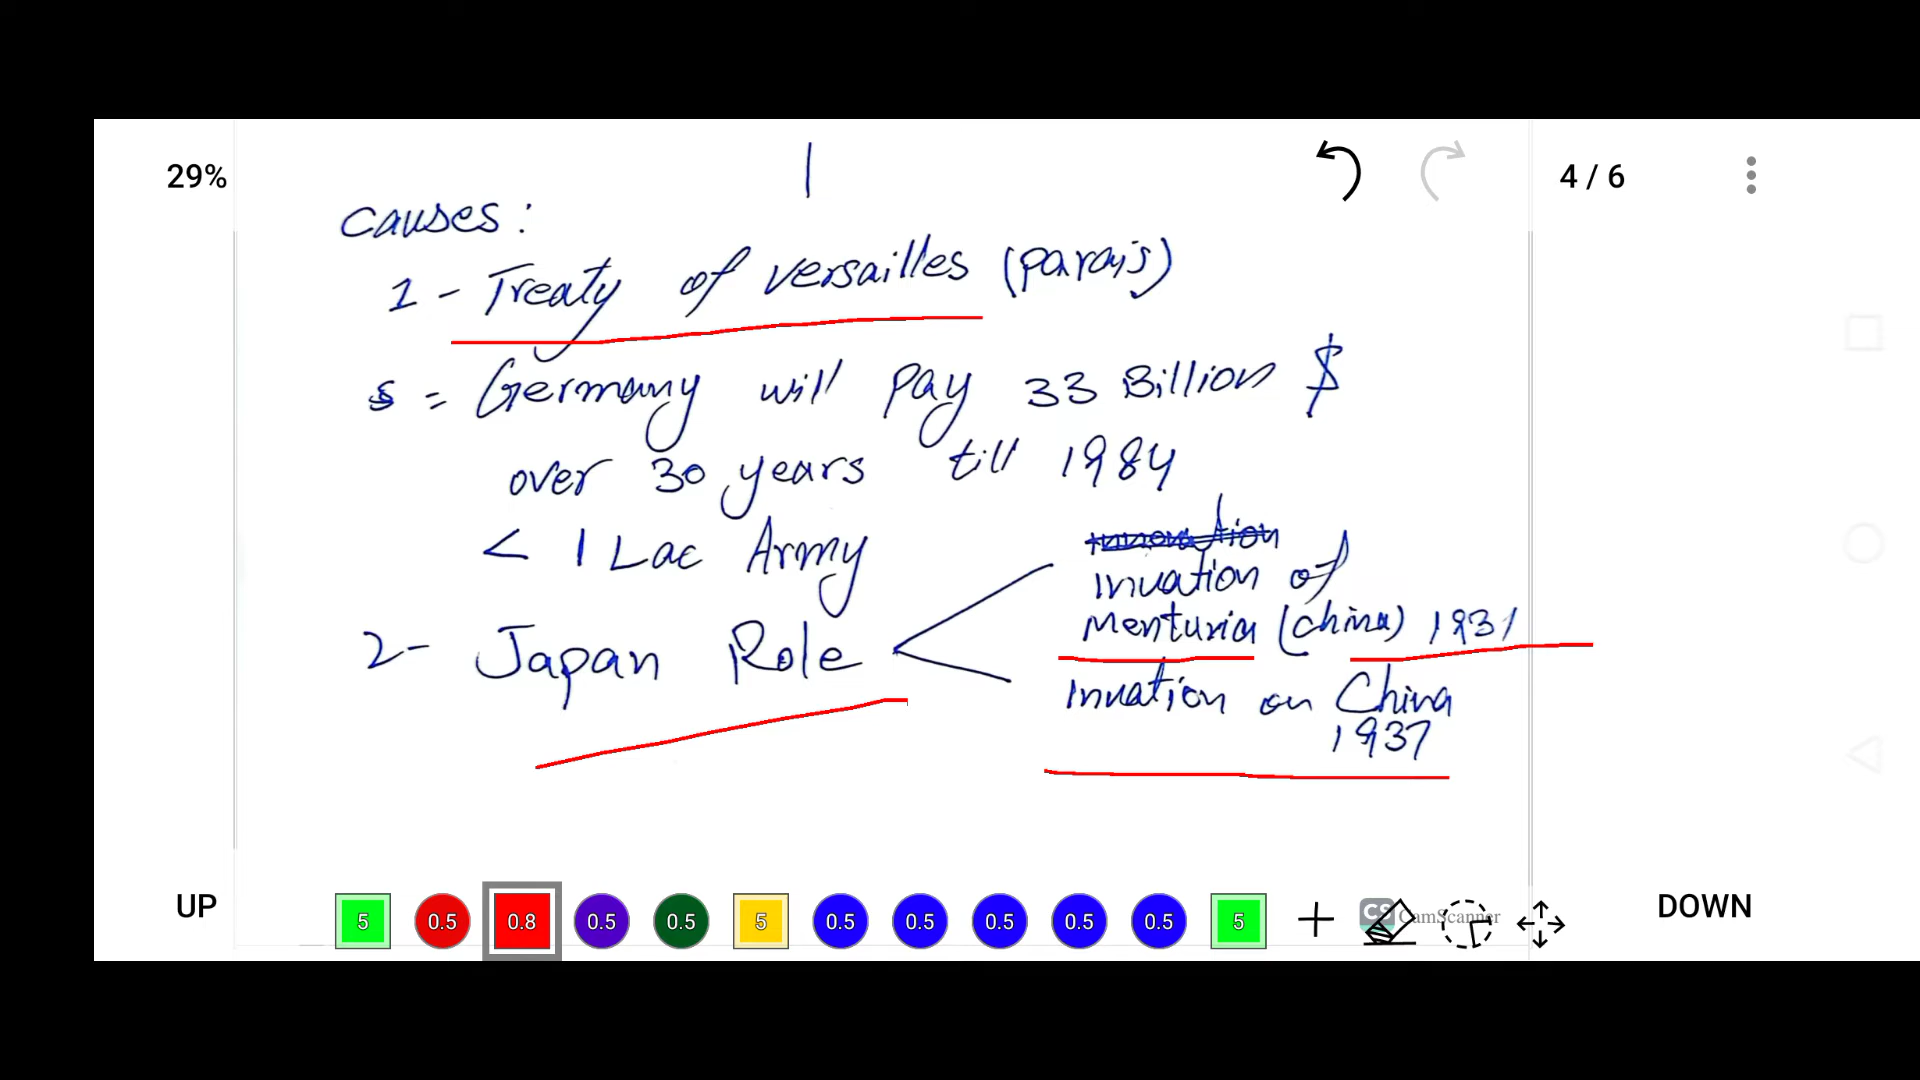 29%
4 / 6
causes:
1 - Treaty of versailles (parais)
s = Germany will pay 33 Billion $
over 30 years till 1984
< 1 Lac Army
Invation of
2- Japan Role
Menturia (china) 1931
Invation on China
1937
UP
5 0.5 0.8 0.5 0.5 5 0.5 0.5 0.5 0.5 0.5 5
CS CamScanner
DOWN